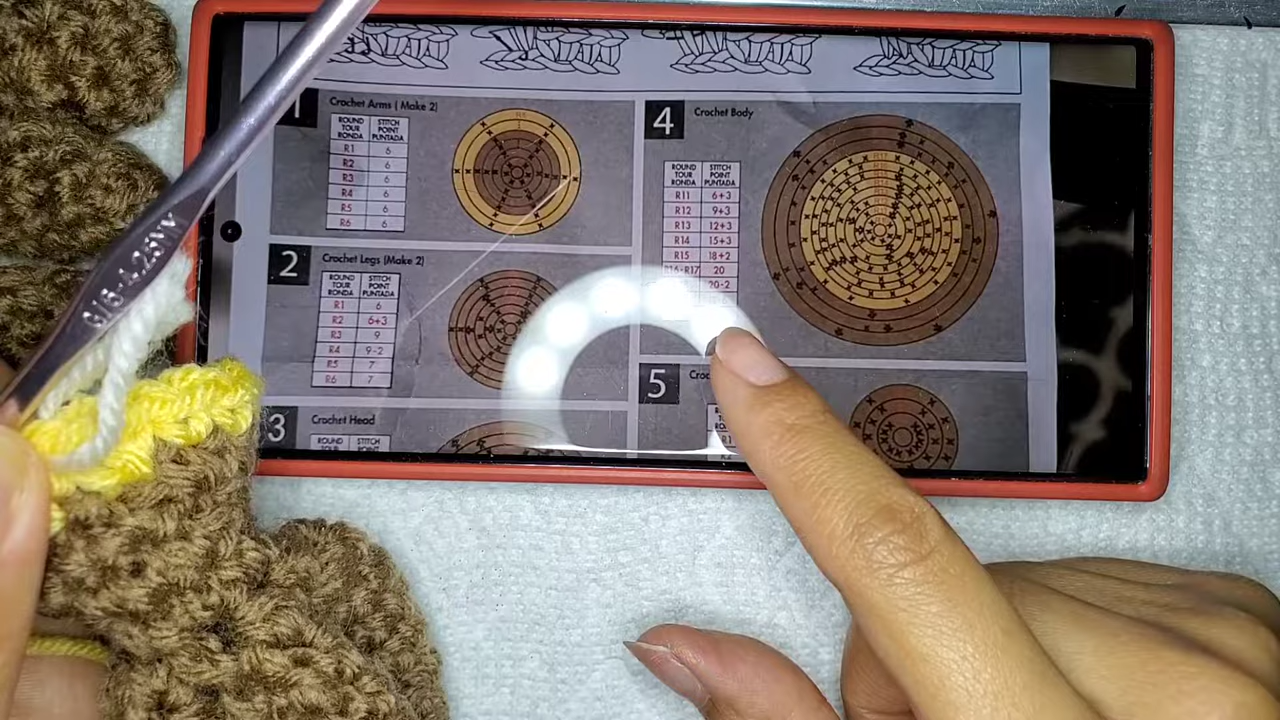 1
Crochet Arms ( Make 2)
ROUND TOUR RONDA
STITCH POINT PUNTADA
R1 6
R2 6
R3 6
R4 6
R5 6
R6 6
2
Crochet Legs (Make 2)
ROUND TOUR RONDA
STITCH POINT PUNTADA
R1 6
R2 6+3
R3 9
R4 9-2
R5 7
R6 7
3
Crochet Head
ROUND TOUR RONDA
STITCH POINT PUNTADA
4
Crochet Body
ROUND TOUR RONDA
STITCH POINT PUNTADA
R11 6+3
R12 9+3
R13 12+3
R14 15+3
R15 18+2
R16-R17 20
20-2
5